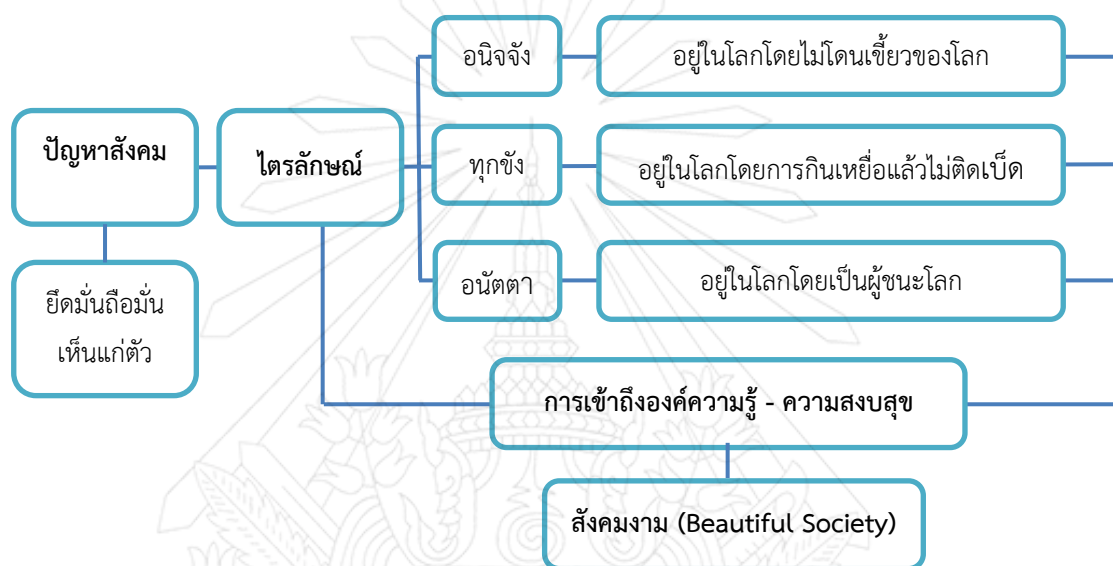 อนิจจัง
อยู่ในโลกโดยไม่โดนเขี้ยวของโลก
ปัญหาสังคม
ไตรลักษณ์
ทุกขัง
อยู่ในโลกโดยการกินเหยื่อแล้วไม่ติดเบ็ด
อนัตตา
อยู่ในโลกโดยเป็นผู้ชนะโลก
ยึดมั่นถือมั่น
เห็นแก่ตัว
การเข้าถึงองค์ความรู้ - ความสงบสุข
สังคมงาม (Beautiful Society)